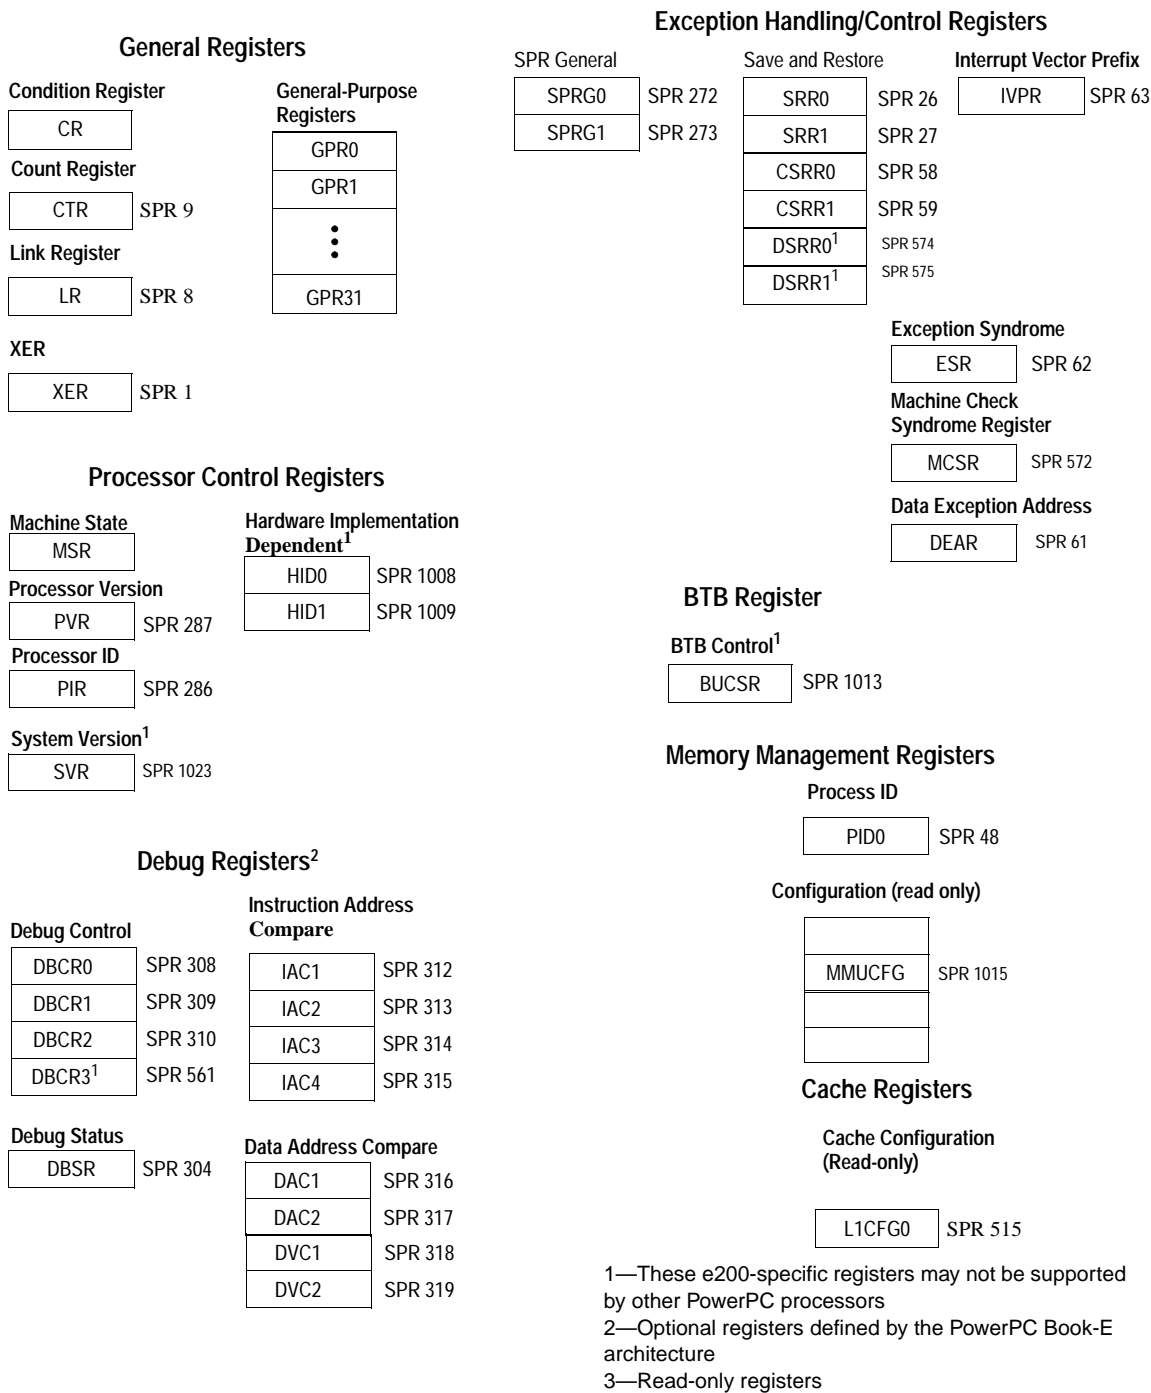 General Registers
Condition Register
CR
Count Register
CTR SPR 9
Link Register
LR SPR 8
XER
XER SPR 1
General-Purpose
Registers
GPR0
GPR1
GPR31
Exception Handling/Control Registers
SPR General
SPRG0 SPR 272
SPRG1 SPR 273
Save and Restore
SRR0 SPR 26
SRR1 SPR 27
CSRR0 SPR 58
CSRR1 SPR 59
DSRR0¹ SPR 574
DSRR1¹ SPR 575
Interrupt Vector Prefix
IVPR SPR 63
Exception Syndrome
ESR SPR 62
Machine Check
Syndrome Register
MCSR SPR 572
Data Exception Address
DEAR SPR 61
Processor Control Registers
Machine State
MSR
Processor Version
PVR SPR 287
Processor ID
PIR SPR 286
System Version¹
SVR SPR 1023
Hardware Implementation
Dependent¹
HID0 SPR 1008
HID1 SPR 1009
BTB Register
BTB Control¹
BUCSR SPR 1013
Memory Management Registers
Process ID
PID0 SPR 48
Configuration (read only)
MMUCFG SPR 1015
Debug Registers²
Debug Control
DBCR0 SPR 308
DBCR1 SPR 309
DBCR2 SPR 310
DBCR3¹ SPR 561
Debug Status
DBSR SPR 304
Instruction Address
Compare
IAC1 SPR 312
IAC2 SPR 313
IAC3 SPR 314
IAC4 SPR 315
Data Address Compare
DAC1 SPR 316
DAC2 SPR 317
DVC1 SPR 318
DVC2 SPR 319
Cache Registers
Cache Configuration
(Read-only)
L1CFG0 SPR 515
1—These e200-specific registers may not be supported
by other PowerPC processors
2—Optional registers defined by the PowerPC Book-E
architecture
3—Read-only registers